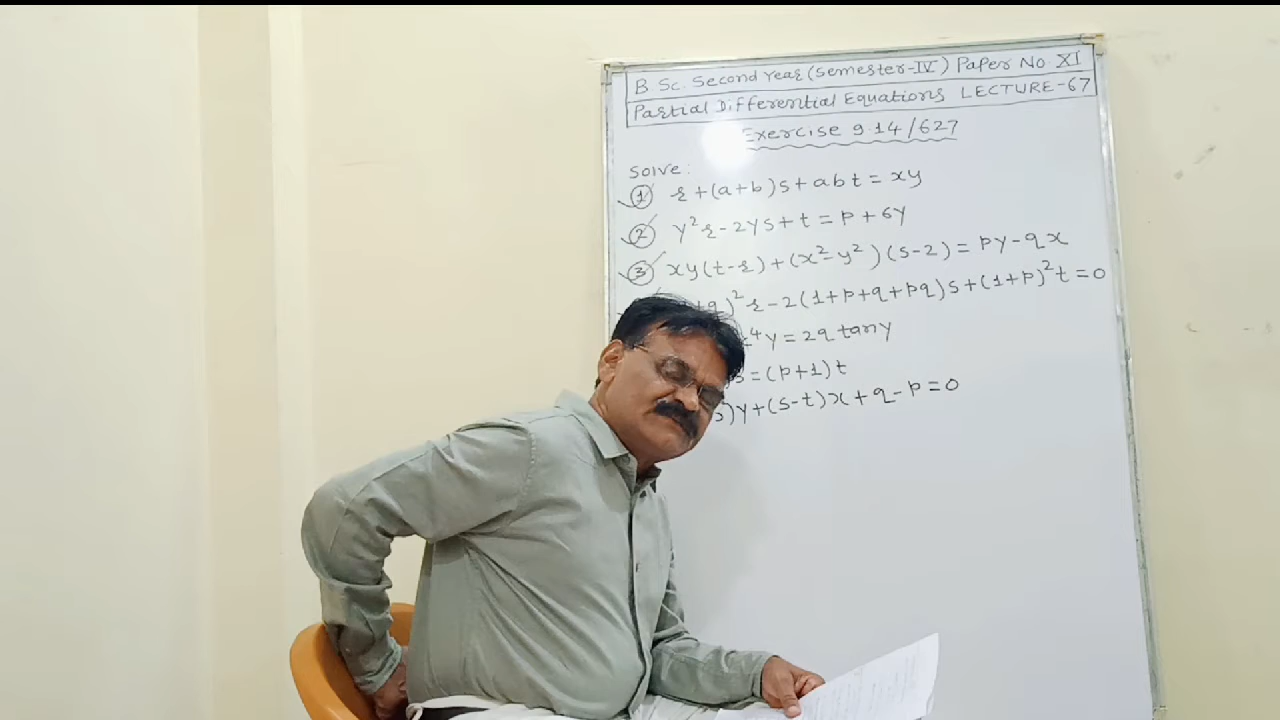 B Sc. Second Year (Semester-IV) Paper No. XI
Partial Differential Equations LECTURE-67
Exercise 9.14/627
Solve:
① r+(a+b)s+abt=xy
② y²r-2ys+t=p+6y
③ xy(t-r)+(x²-y²)(s-2)=py-qx
+q)²r-2(1+p+q+pq)s+(1+p)²t=0
⁴y=2q tany
s=(p+1)t
s)y+(s-t)x+q-p=0